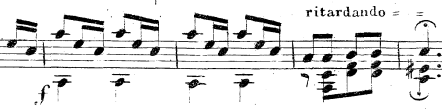 ritardando = =
f